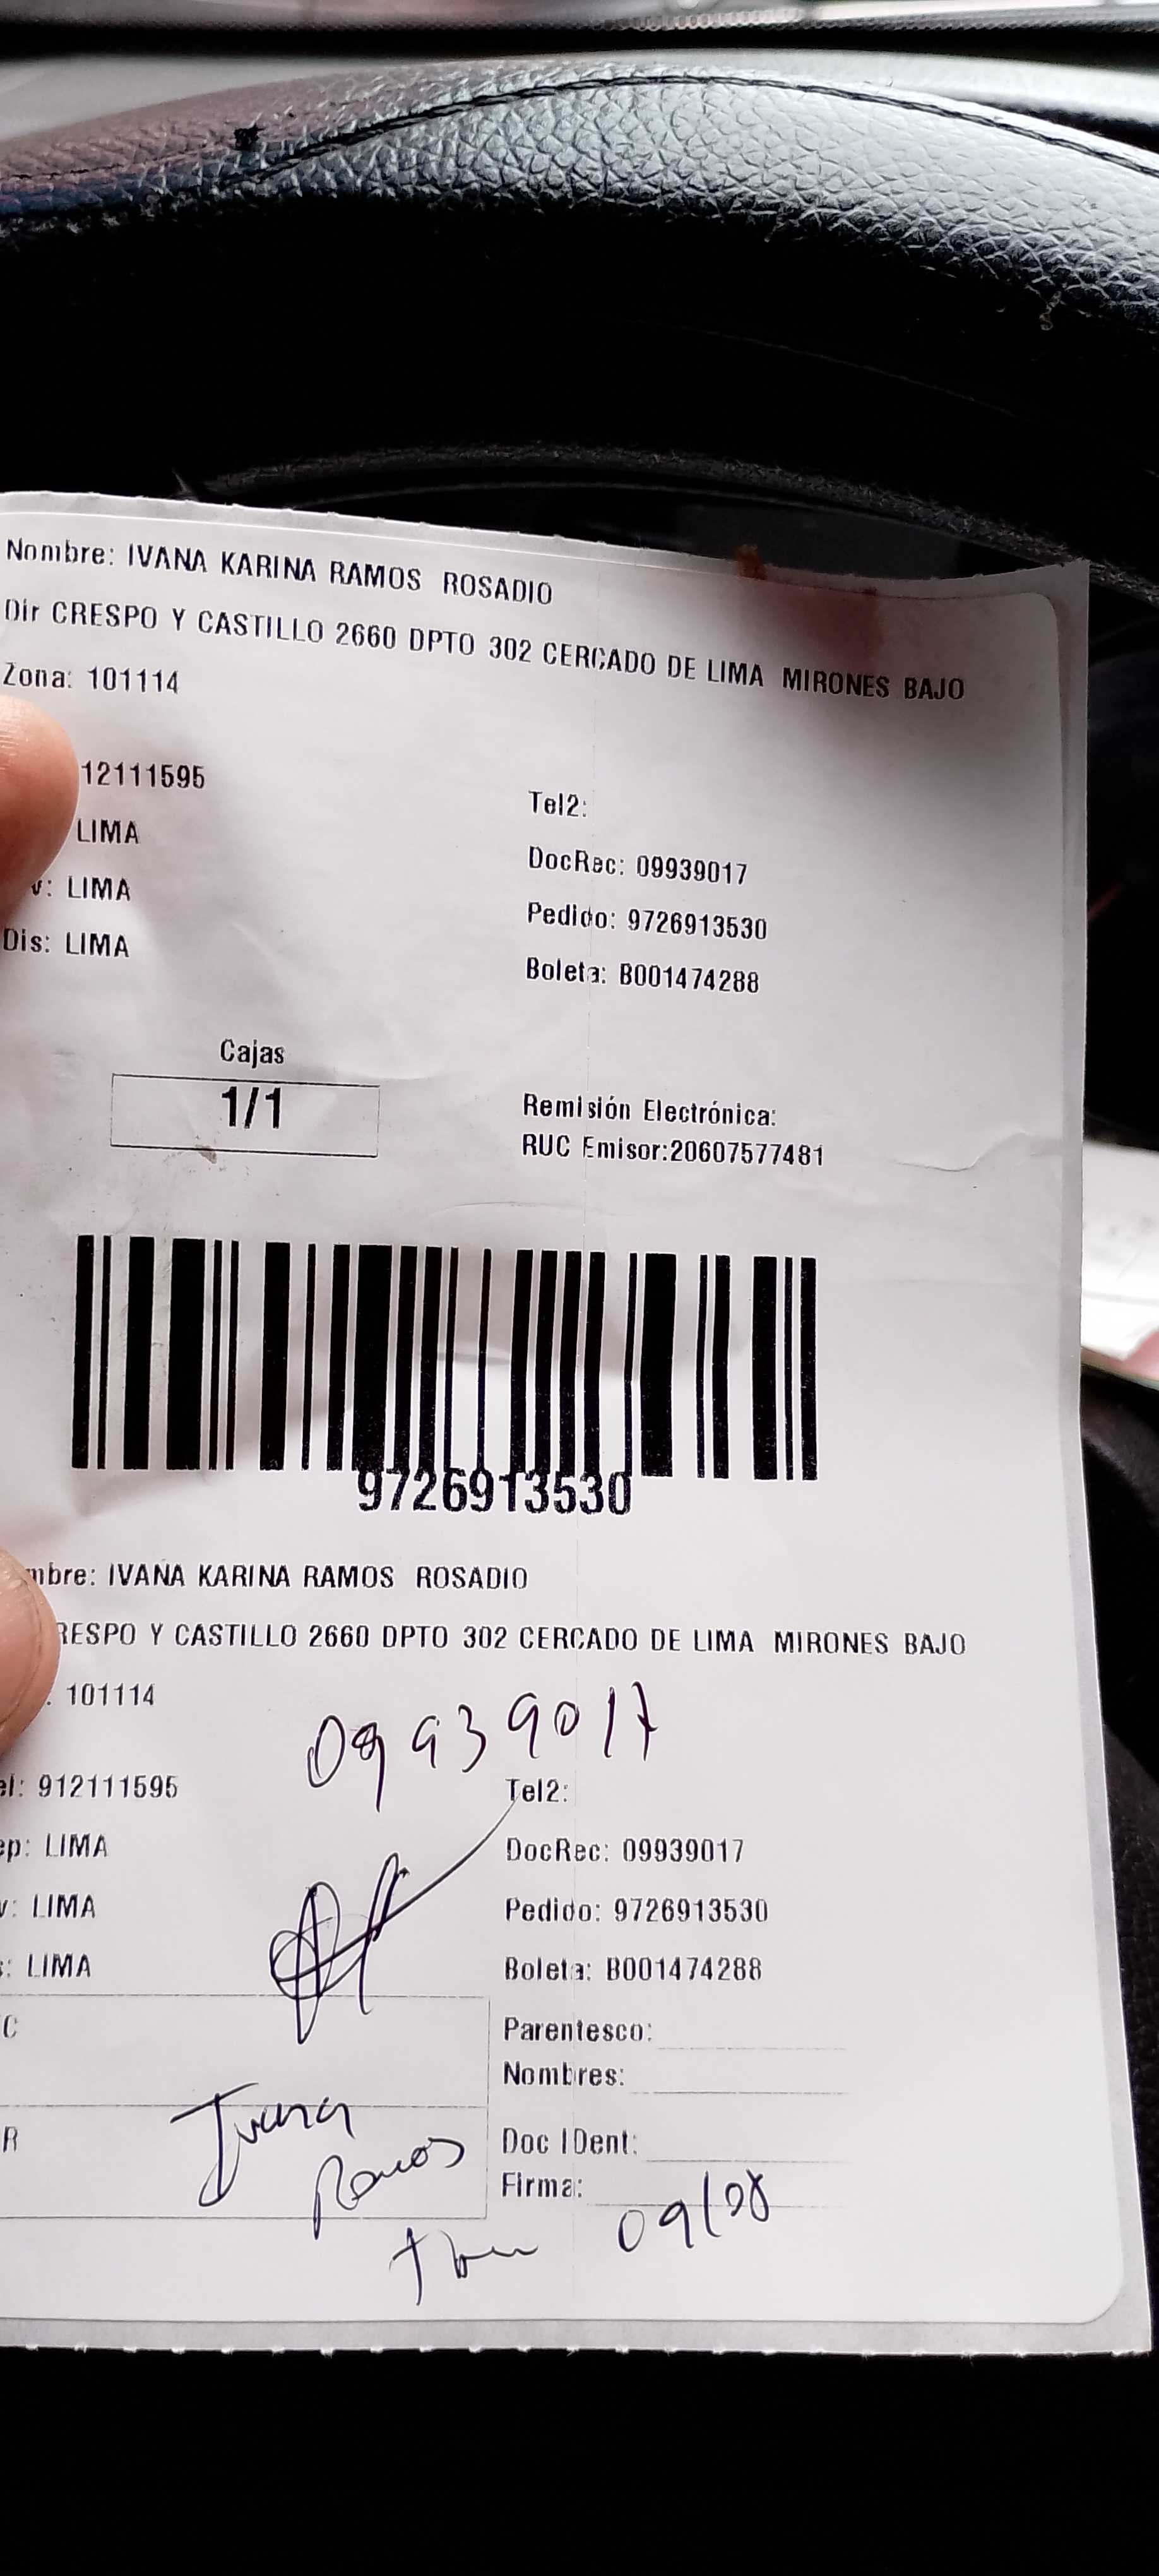 Nombre: IVANA KARINA RAMOS ROSADIO
Dir CRESPO Y CASTILLO 2660 DPTO 302 CERCADO DE LIMA MIRONES BAJO
Zona: 101114
12111595
Tel2:
LIMA
DocRec: 09939017
v: LIMA
Pedido: 9726913530
Dis: LIMA
Boleta: B001474288
Cajas
1/1
Remisión Electrónica:
RUC Emisor:20607577481
9726913530
mbre: IVANA KARINA RAMOS ROSADIO
RESPO Y CASTILLO 2660 DPTO 302 CERCADO DE LIMA MIRONES BAJO
: 101114
09939017
el: 912111595
Tel2:
ep: LIMA
DocRec: 09939017
v: LIMA
Pedido: 9726913530
s: LIMA
Boleta: B001474288
C
Parentesco:
Nombres:
Ivana
Ramos
R
Doc IDent:
Firma:
09/08